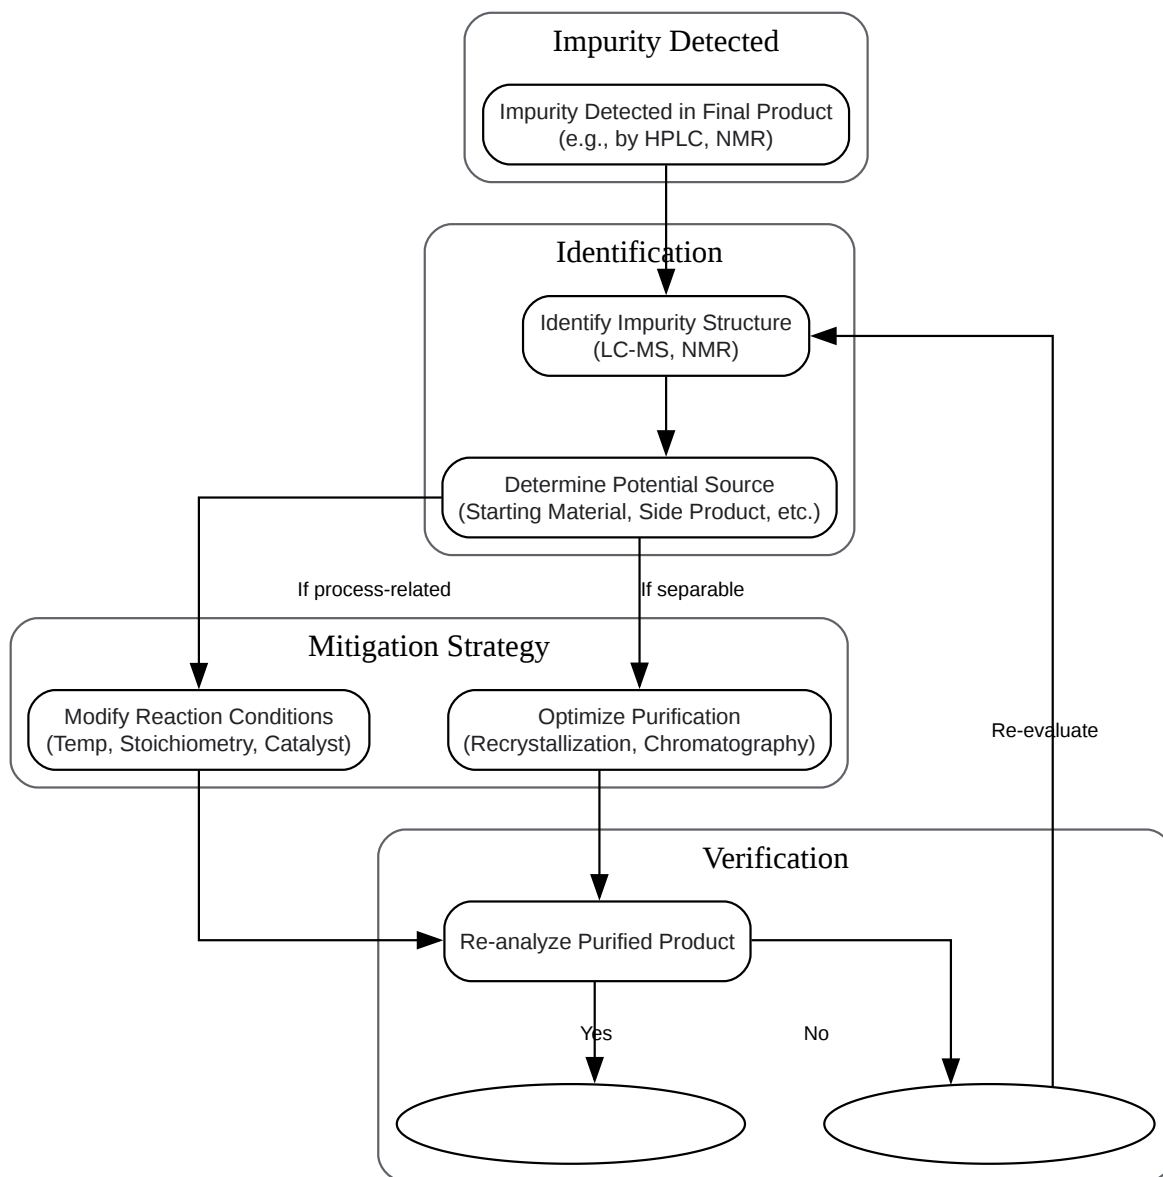 Impurity Detected
Impurity Detected in Final Product
(e.g., by HPLC, NMR)
Identification
Identify Impurity Structure
(LC-MS, NMR)
Determine Potential Source
(Starting Material, Side Product, etc.)
If process-related
If separable
Mitigation Strategy
Modify Reaction Conditions
(Temp, Stoichiometry, Catalyst)
Optimize Purification
(Recrystallization, Chromatography)
Re-evaluate
Verification
Re-analyze Purified Product
Yes
No